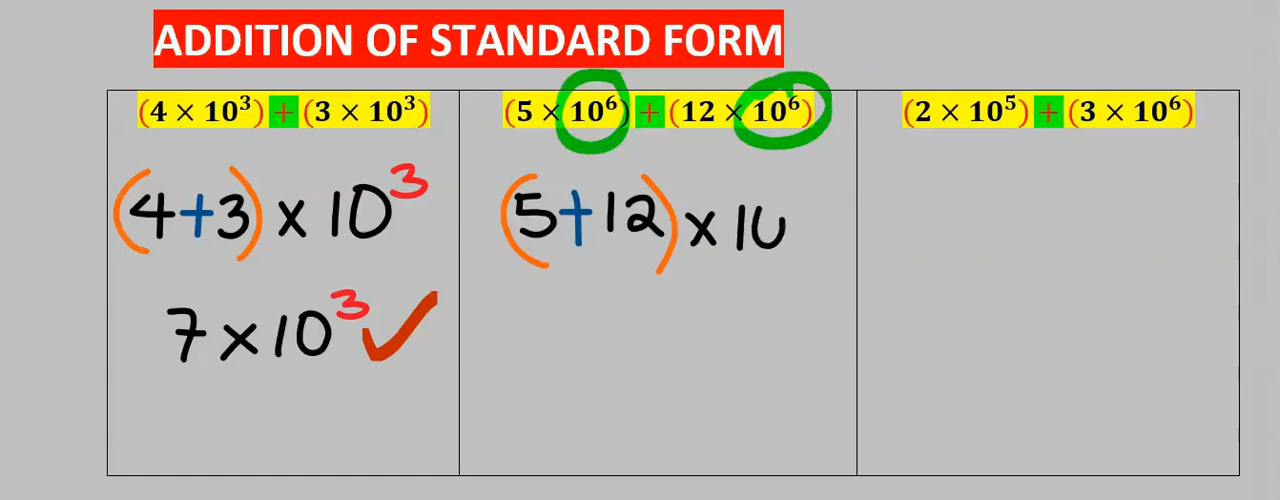 ADDITION OF STANDARD FORM
(4 × 10³) + (3 × 10³)
(4+3) × 10³
7 × 10³
(5 × 10⁶) + (12 × 10⁶)
(5+12) × 10
(2 × 10⁵) + (3 × 10⁶)